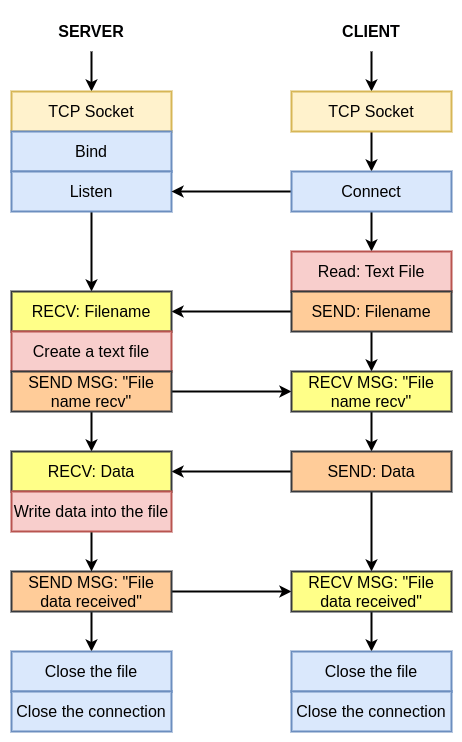 SERVER
CLIENT
TCP Socket
TCP Socket
Bind
Listen
Connect
Read: Text File
RECV: Filename
SEND: Filename
Create a text file
SEND MSG: "File
name recv"
RECV MSG: "File
name recv"
RECV: Data
SEND: Data
Write data into the file
SEND MSG: "File
data received"
RECV MSG: "File
data received"
Close the file
Close the file
Close the connection
Close the connection